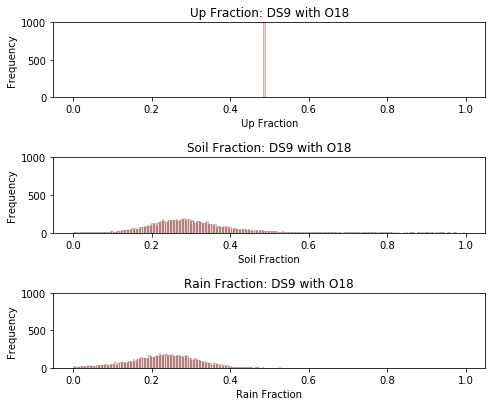 Up Fraction: DS9 with O18
1000
500
0
Frequency
0.0 0.2 0.4 0.6 0.8 1.0
Up Fraction
Soil Fraction: DS9 with O18
1000
500
0
Frequency
0.0 0.2 0.4 0.6 0.8 1.0
Soil Fraction
Rain Fraction: DS9 with O18
1000
500
0
Frequency
0.0 0.2 0.4 0.6 0.8 1.0
Rain Fraction